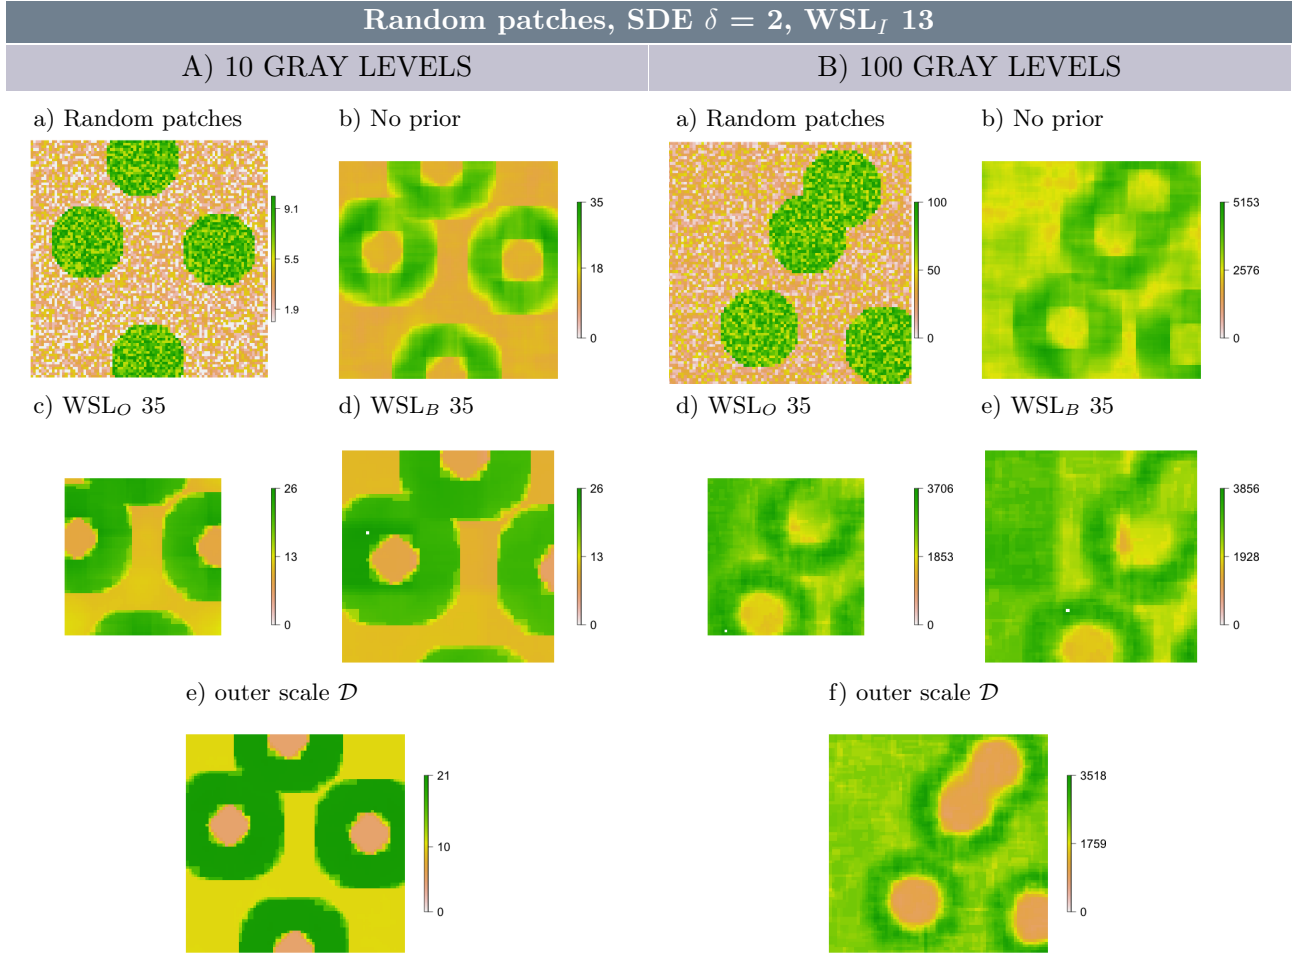 Random patches, SDE δ = 2, WSL_I 13
A) 10 GRAY LEVELS
B) 100 GRAY LEVELS
a) Random patches
b) No prior
a) Random patches
b) No prior
9.1
5.5
1.9
35
18
0
100
50
0
5153
2576
0
c) WSL_O 35
d) WSL_B 35
d) WSL_O 35
e) WSL_B 35
26
13
0
26
13
0
3706
1853
0
3856
1928
0
e) outer scale 𝒟
f) outer scale 𝒟
21
10
0
3518
1759
0